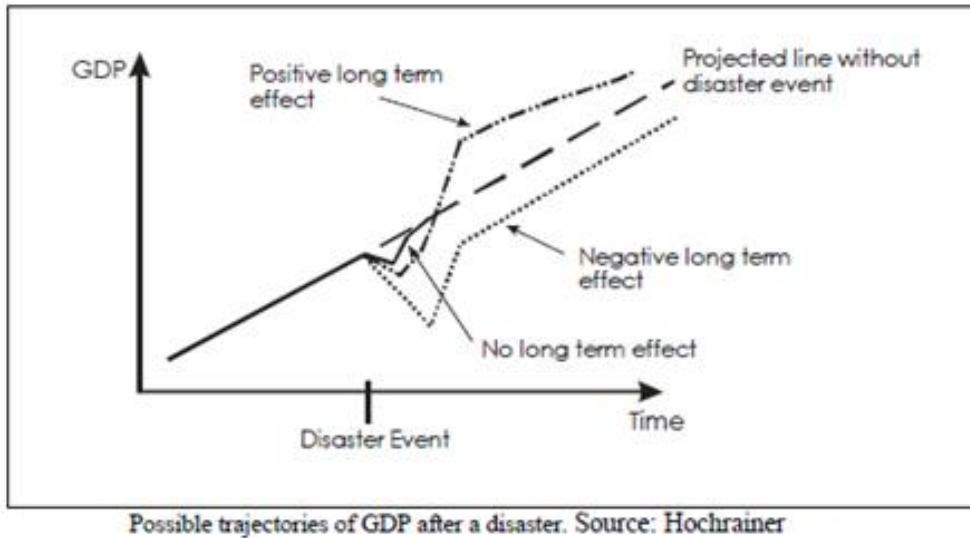 GDP
Positive long term
effect
Projected line without
disaster event
Negative long term
effect
No long term effect
Time
Disaster Event
Possible trajectories of GDP after a disaster. Source: Hochrainer